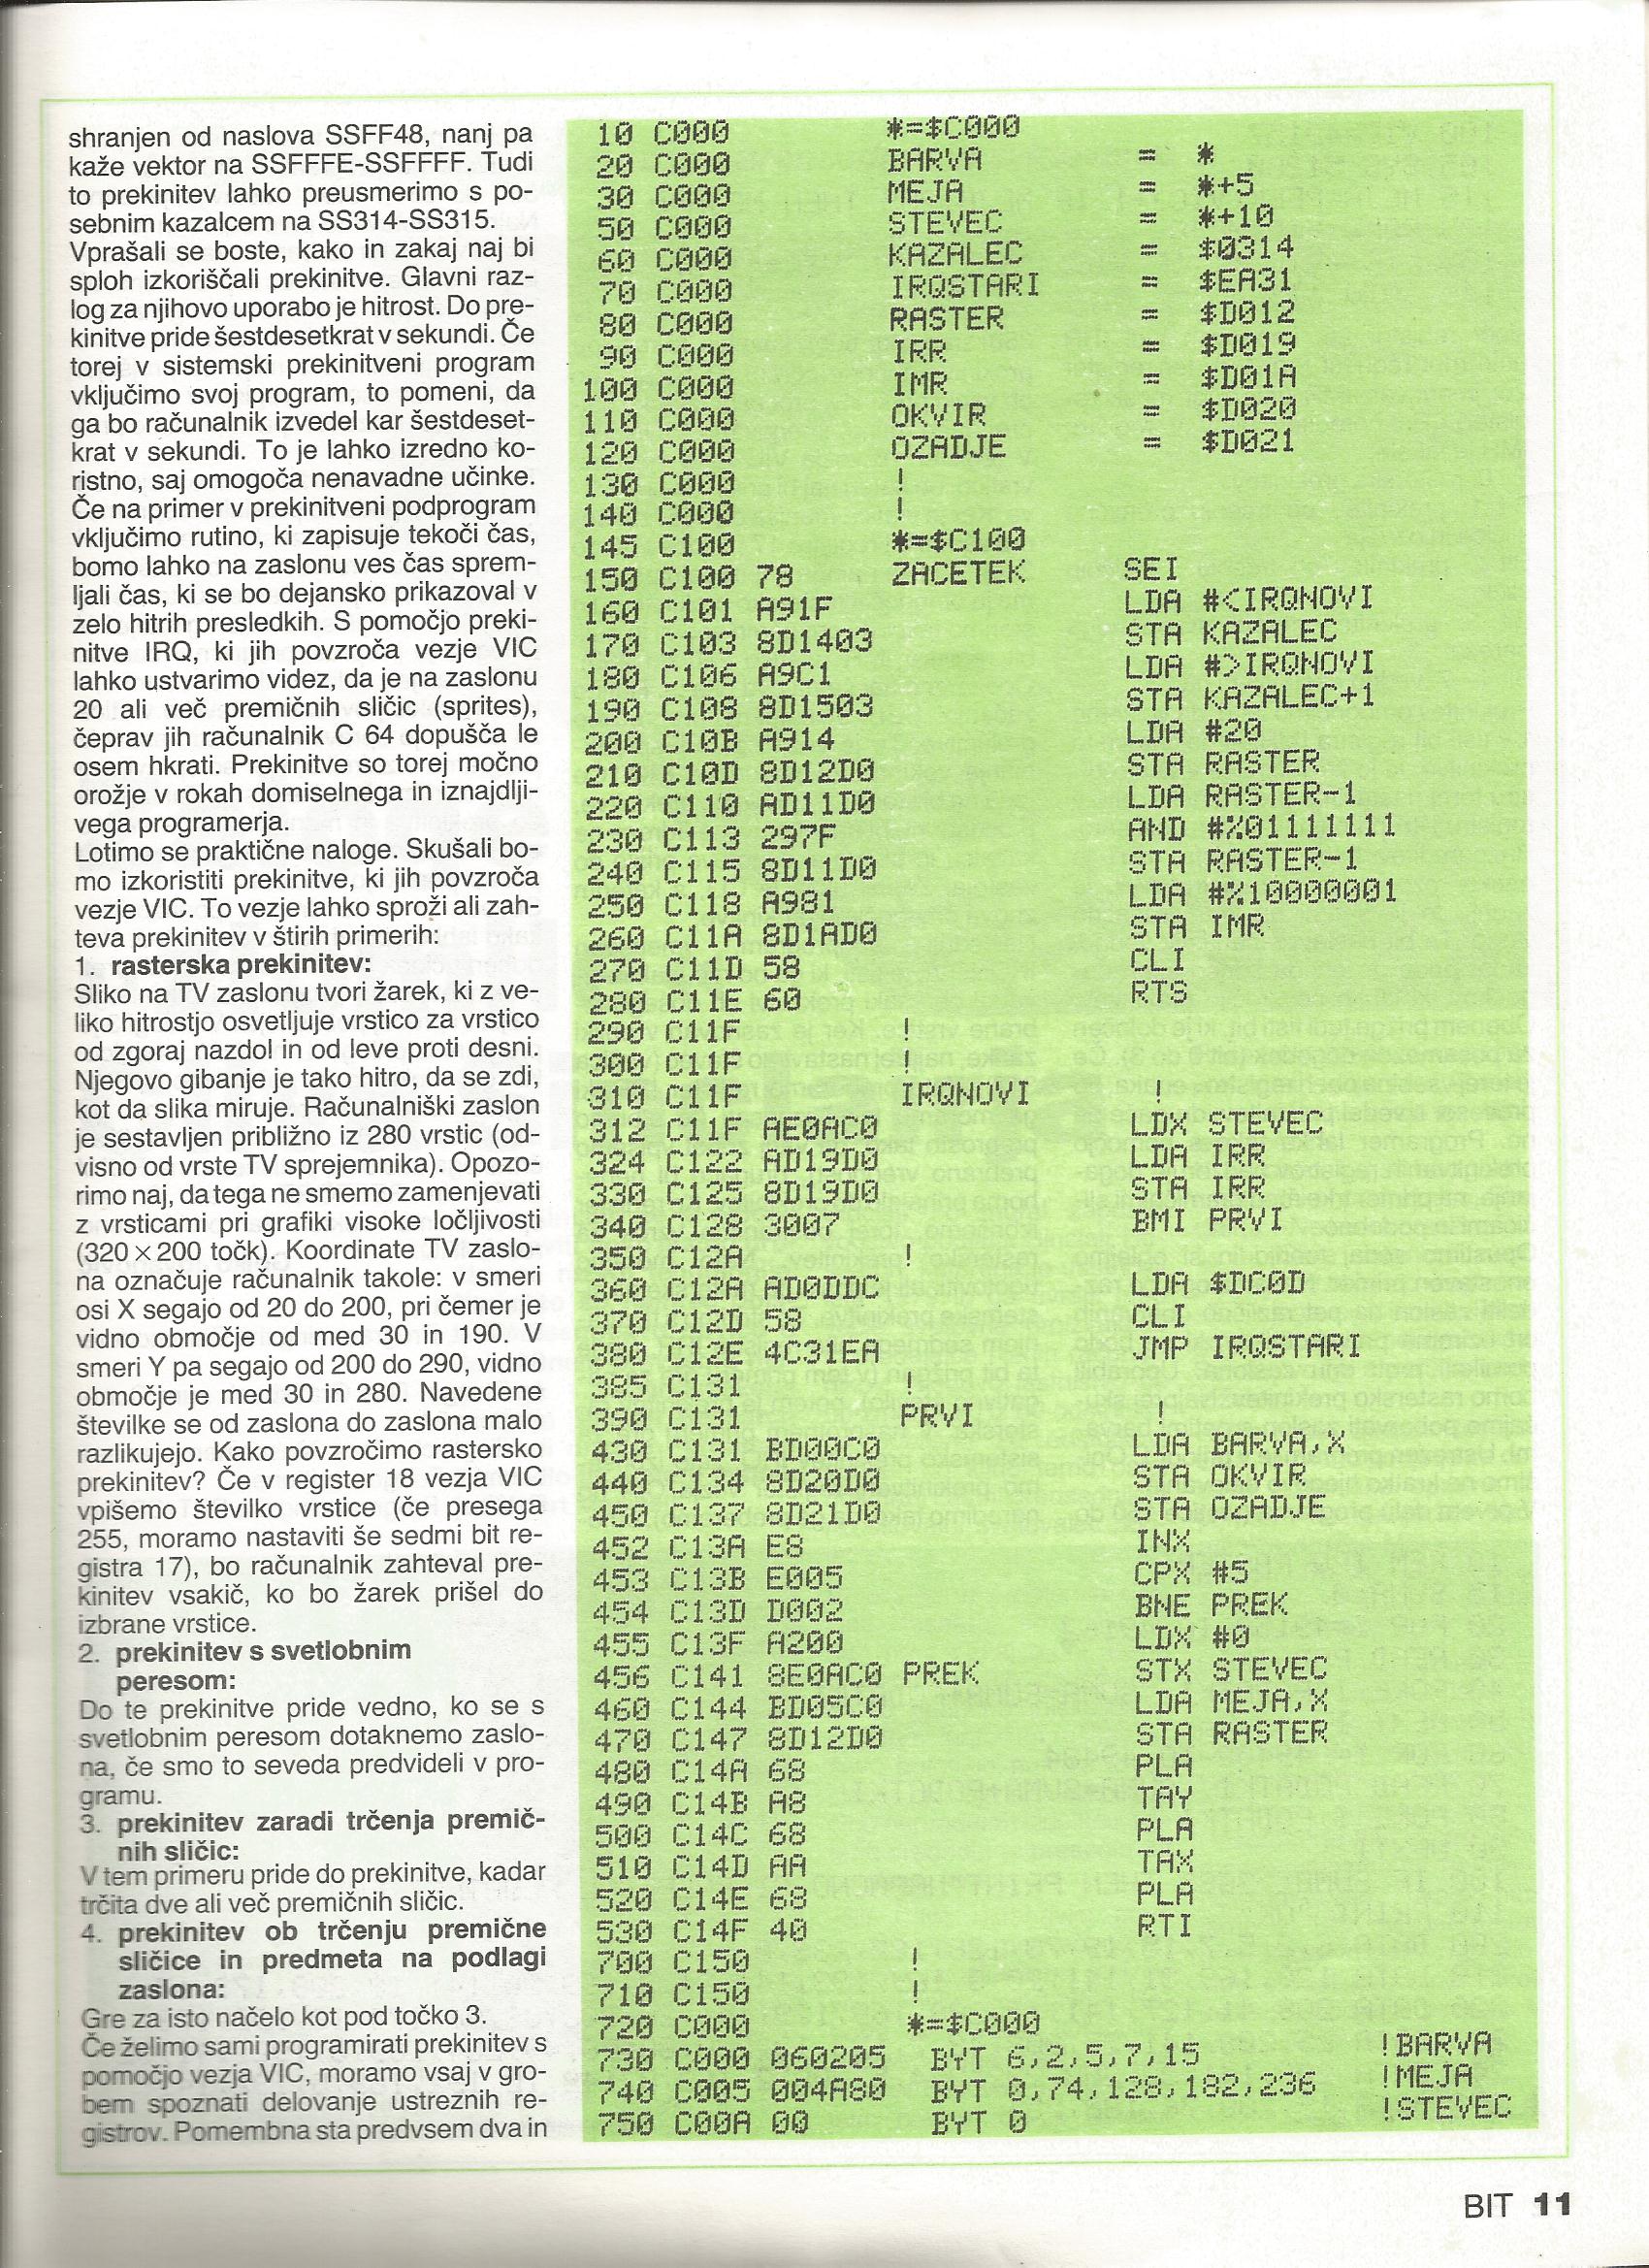 shranjen od naslova SSFF48, nanj pa
kaže vektor na SSFFFE-SSFFFF. Tudi
to prekinitev lahko preusmerimo s po-
sebnim kazalcem na SS314-SS315.
Vprašali se boste, kako in zakaj naj bi
sploh izkoriščali prekinitve. Glavni raz-
log za njihovo uporabo je hitrost. Do pre-
kinitve pride šestdesetkrat v sekundi. Če
torej v sistemski prekinitveni program
vključimo svoj program, to pomeni, da
ga bo računalnik izvedel kar šestdeset-
krat v sekundi. To je lahko izredno ko-
ristno, saj omogoča nenavadne učinke.
Če na primer v prekinitveni podprogram
vključimo rutino, ki zapisuje tekoči čas,
bomo lahko na zaslonu ves čas sprem-
ljali čas, ki se bo dejansko prikazoval v
zelo hitrih presledkih. S pomočjo preki-
nitve IRQ, ki jih povzroča vezje VIC
lahko ustvarimo videz, da je na zaslonu
20 ali več premičnih sličic (sprites),
čeprav jih računalnik C 64 dopušča le
osem hkrati. Prekinitve so torej močno
orožje v rokah domiselnega in iznajdlji-
vega programerja.
Lotimo se praktične naloge. Skušali bo-
mo izkoristiti prekinitve, ki jih povzroča
vezje VIC. To vezje lahko sproži ali zah-
teva prekinitev v štirih primerih:
1. rasterska prekinitev:
Sliko na TV zaslonu tvori žarek, ki z ve-
liko hitrostjo osvetljuje vrstico za vrstico
od zgoraj nazdol in od leve proti desni.
Njegovo gibanje je tako hitro, da se zdi,
kot da slika miruje. Računalniški zaslon
je sestavljen približno iz 280 vrstic (od-
visno od vrste TV sprejemnika). Opozo-
rimo naj, da tega ne smemo zamenjevati
z vrsticami pri grafiki visoke ločljivosti
(320 × 200 točk). Koordinate TV zaslo-
na označuje računalnik takole: v smeri
osi X segajo od 20 do 200, pri čemer je
vidno območje od med 30 in 190. V
smeri Y pa segajo od 200 do 290, vidno
območje je med 30 in 280. Navedene
številke se od zaslona do zaslona malo
razlikujejo. Kako povzročimo rastersko
prekinitev? Če v register 18 vezja VIC
vpišemo številko vrstice (če presega
255, moramo nastaviti še sedmi bit re-
gistra 17), bo računalnik zahteval pre-
kinitev vsakič, ko bo žarek prišel do
izbrane vrstice.
2. prekinitev s svetlobnim
peresom:
Do te prekinitve pride vedno, ko se s
svetlobnim peresom dotaknemo zaslo-
na, če smo to seveda predvideli v pro-
gramu.
3. prekinitev zaradi trčenja premič-
nih sličic:
V tem primeru pride do prekinitve, kadar
trčita dve ali več premičnih sličic.
4. prekinitev ob trčenju premične
sličice in predmeta na podlagi
zaslona:
Gre za isto načelo kot pod točko 3.
Če želimo sami programirati prekinitev s
pomočjo vezja VIC, moramo vsaj v gro-
bem spoznati delovanje ustreznih re-
gistrov. Pomembna sta predvsem dva in
10 C000 *=$C000
20 C000 BARVA = *
30 C000 MEJA = *+5
50 C000 STEVEC = *+10
60 C000 KAZALEC = $0314
70 C000 IRQSTARI = $EA31
80 C000 RASTER = $D012
90 C000 IRR = $D019
100 C000 IMR = $D01A
110 C000 OKVIR = $D020
120 C000 OZADJE = $D021
130 C000 !
140 C000 !
145 C100 *=$C100
150 C100 78 ZACETEK SEI
160 C101 A91F LDA #<IRQNOVI
170 C103 8D1403 STA KAZALEC
180 C106 A9C1 LDA #>IRQNOVI
190 C108 8D1503 STA KAZALEC+1
200 C10B A914 LDA #20
210 C10D 8D12D0 STA RASTER
220 C110 AD11D0 LDA RASTER-1
230 C113 297F AND #%01111111
240 C115 8D11D0 STA RASTER-1
250 C118 A981 LDA #%10000001
260 C11A 8D1AD0 STA IMR
270 C11D 58 CLI
280 C11E 60 RTS
290 C11F !
300 C11F !
310 C11F IRQNOVI !
312 C11F AE0AC0 LDX STEVEC
324 C122 AD19D0 LDA IRR
330 C125 8D19D0 STA IRR
340 C128 3007 BMI PRVI
350 C12A !
360 C12A AD0DDC LDA $DC0D
370 C12D 58 CLI
380 C12E 4C31EA JMP IRQSTARI
385 C131 !
390 C131 PRVI !
430 C131 BD00C0 LDA BARVA,X
440 C134 8D20D0 STA OKVIR
450 C137 8D21D0 STA OZADJE
452 C13A E8 INX
453 C13B E005 CPX #5
454 C13D D002 BNE PREK
455 C13F A200 LDX #0
456 C141 8E0AC0 PREK STX STEVEC
460 C144 BD05C0 LDA MEJA,X
470 C147 8D12D0 STA RASTER
480 C14A 68 PLA
490 C14B A8 TAY
500 C14C 68 PLA
510 C14D AA TAX
520 C14E 68 PLA
530 C14F 40 RTI
700 C150 !
710 C150 !
720 C000 *=$C000
730 C000 060205 BYT 6,2,5,7,15 !BARVA
740 C005 004A80 BYT 0,74,128,182,236 !MEJA
750 C00A 00 BYT 0 !STEVEC
BIT 11